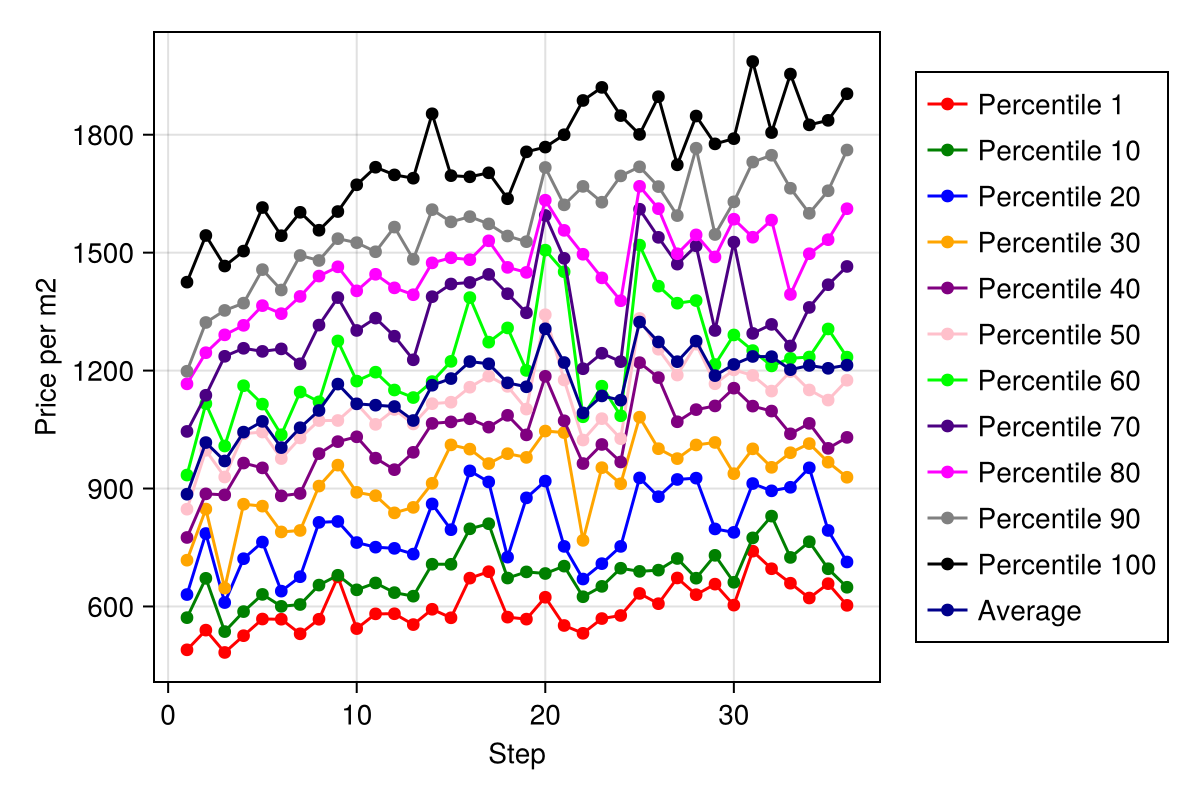 1800
1500
1200
900
600
Price per m2
0 10 20 30
Step
Percentile 1
Percentile 10
Percentile 20
Percentile 30
Percentile 40
Percentile 50
Percentile 60
Percentile 70
Percentile 80
Percentile 90
Percentile 100
Average